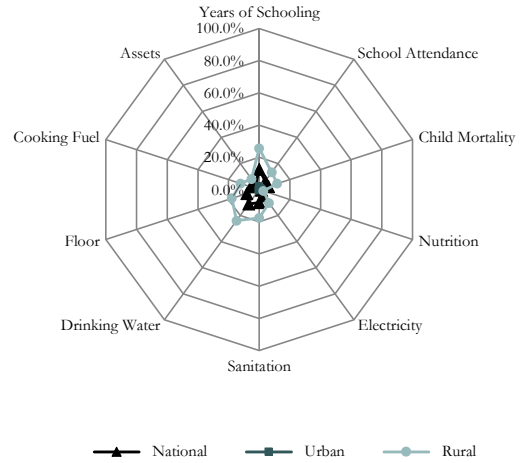 Years of Schooling
100.0%
Assets
School Attendance
80.0%
60.0%
Cooking Fuel
40.0%
Child Mortality
20.0%
0.0%
Floor
Nutrition
Drinking Water
Electricity
Sanitation
National
Urban
Rural